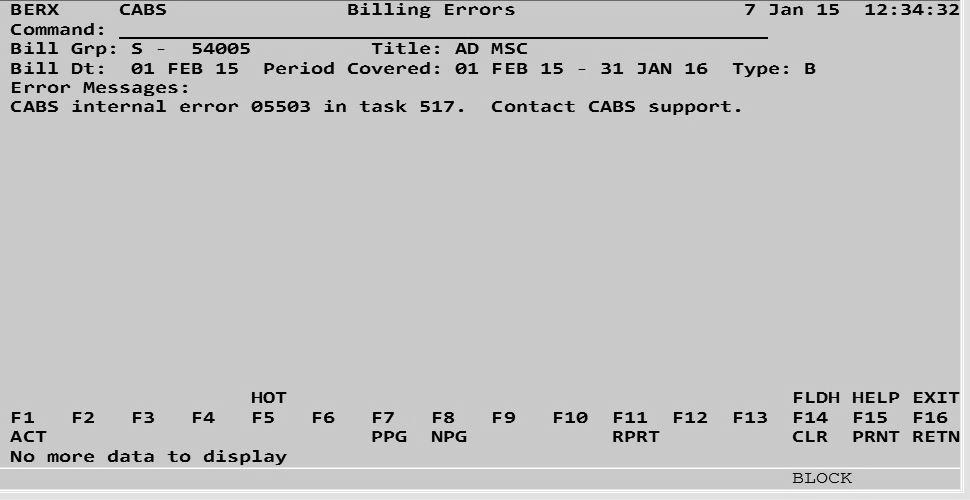 BERX     CABS               Billing Errors                   7 Jan 15  12:34:32
Command: ______________________________________________________
Bill Grp: S -  54005          Title: AD MSC
Bill Dt:  01 FEB 15  Period Covered: 01 FEB 15 - 31 JAN 16  Type: B
Error Messages:
CABS internal error 05503 in task 517.  Contact CABS support.
                    HOT                                          FLDH HELP EXIT
F1   F2   F3   F4   F5   F6   F7   F8   F9   F10  F11  F12  F13  F14  F15  F16
ACT                           PPG  NPG            RPRT           CLR  PRNT RETN
No more data to display
                                                                 BLOCK